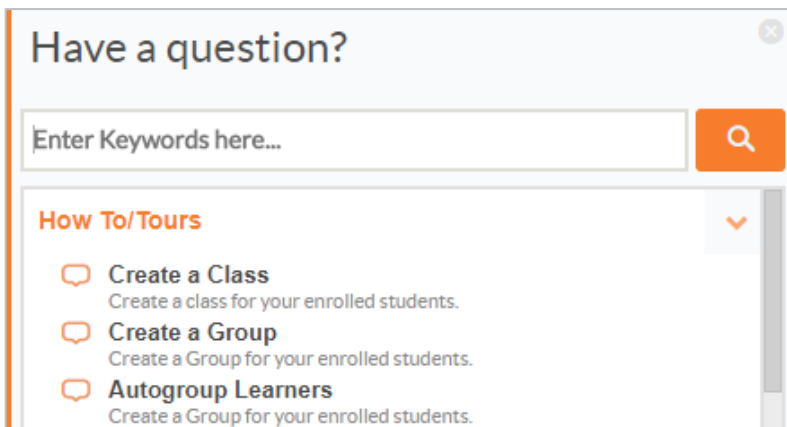 Have a question?
Enter Keywords here...
How To/Tours
Create a Class
Create a class for your enrolled students.
Create a Group
Create a Group for your enrolled students.
Autogroup Learners
Create a Group for your enrolled students.